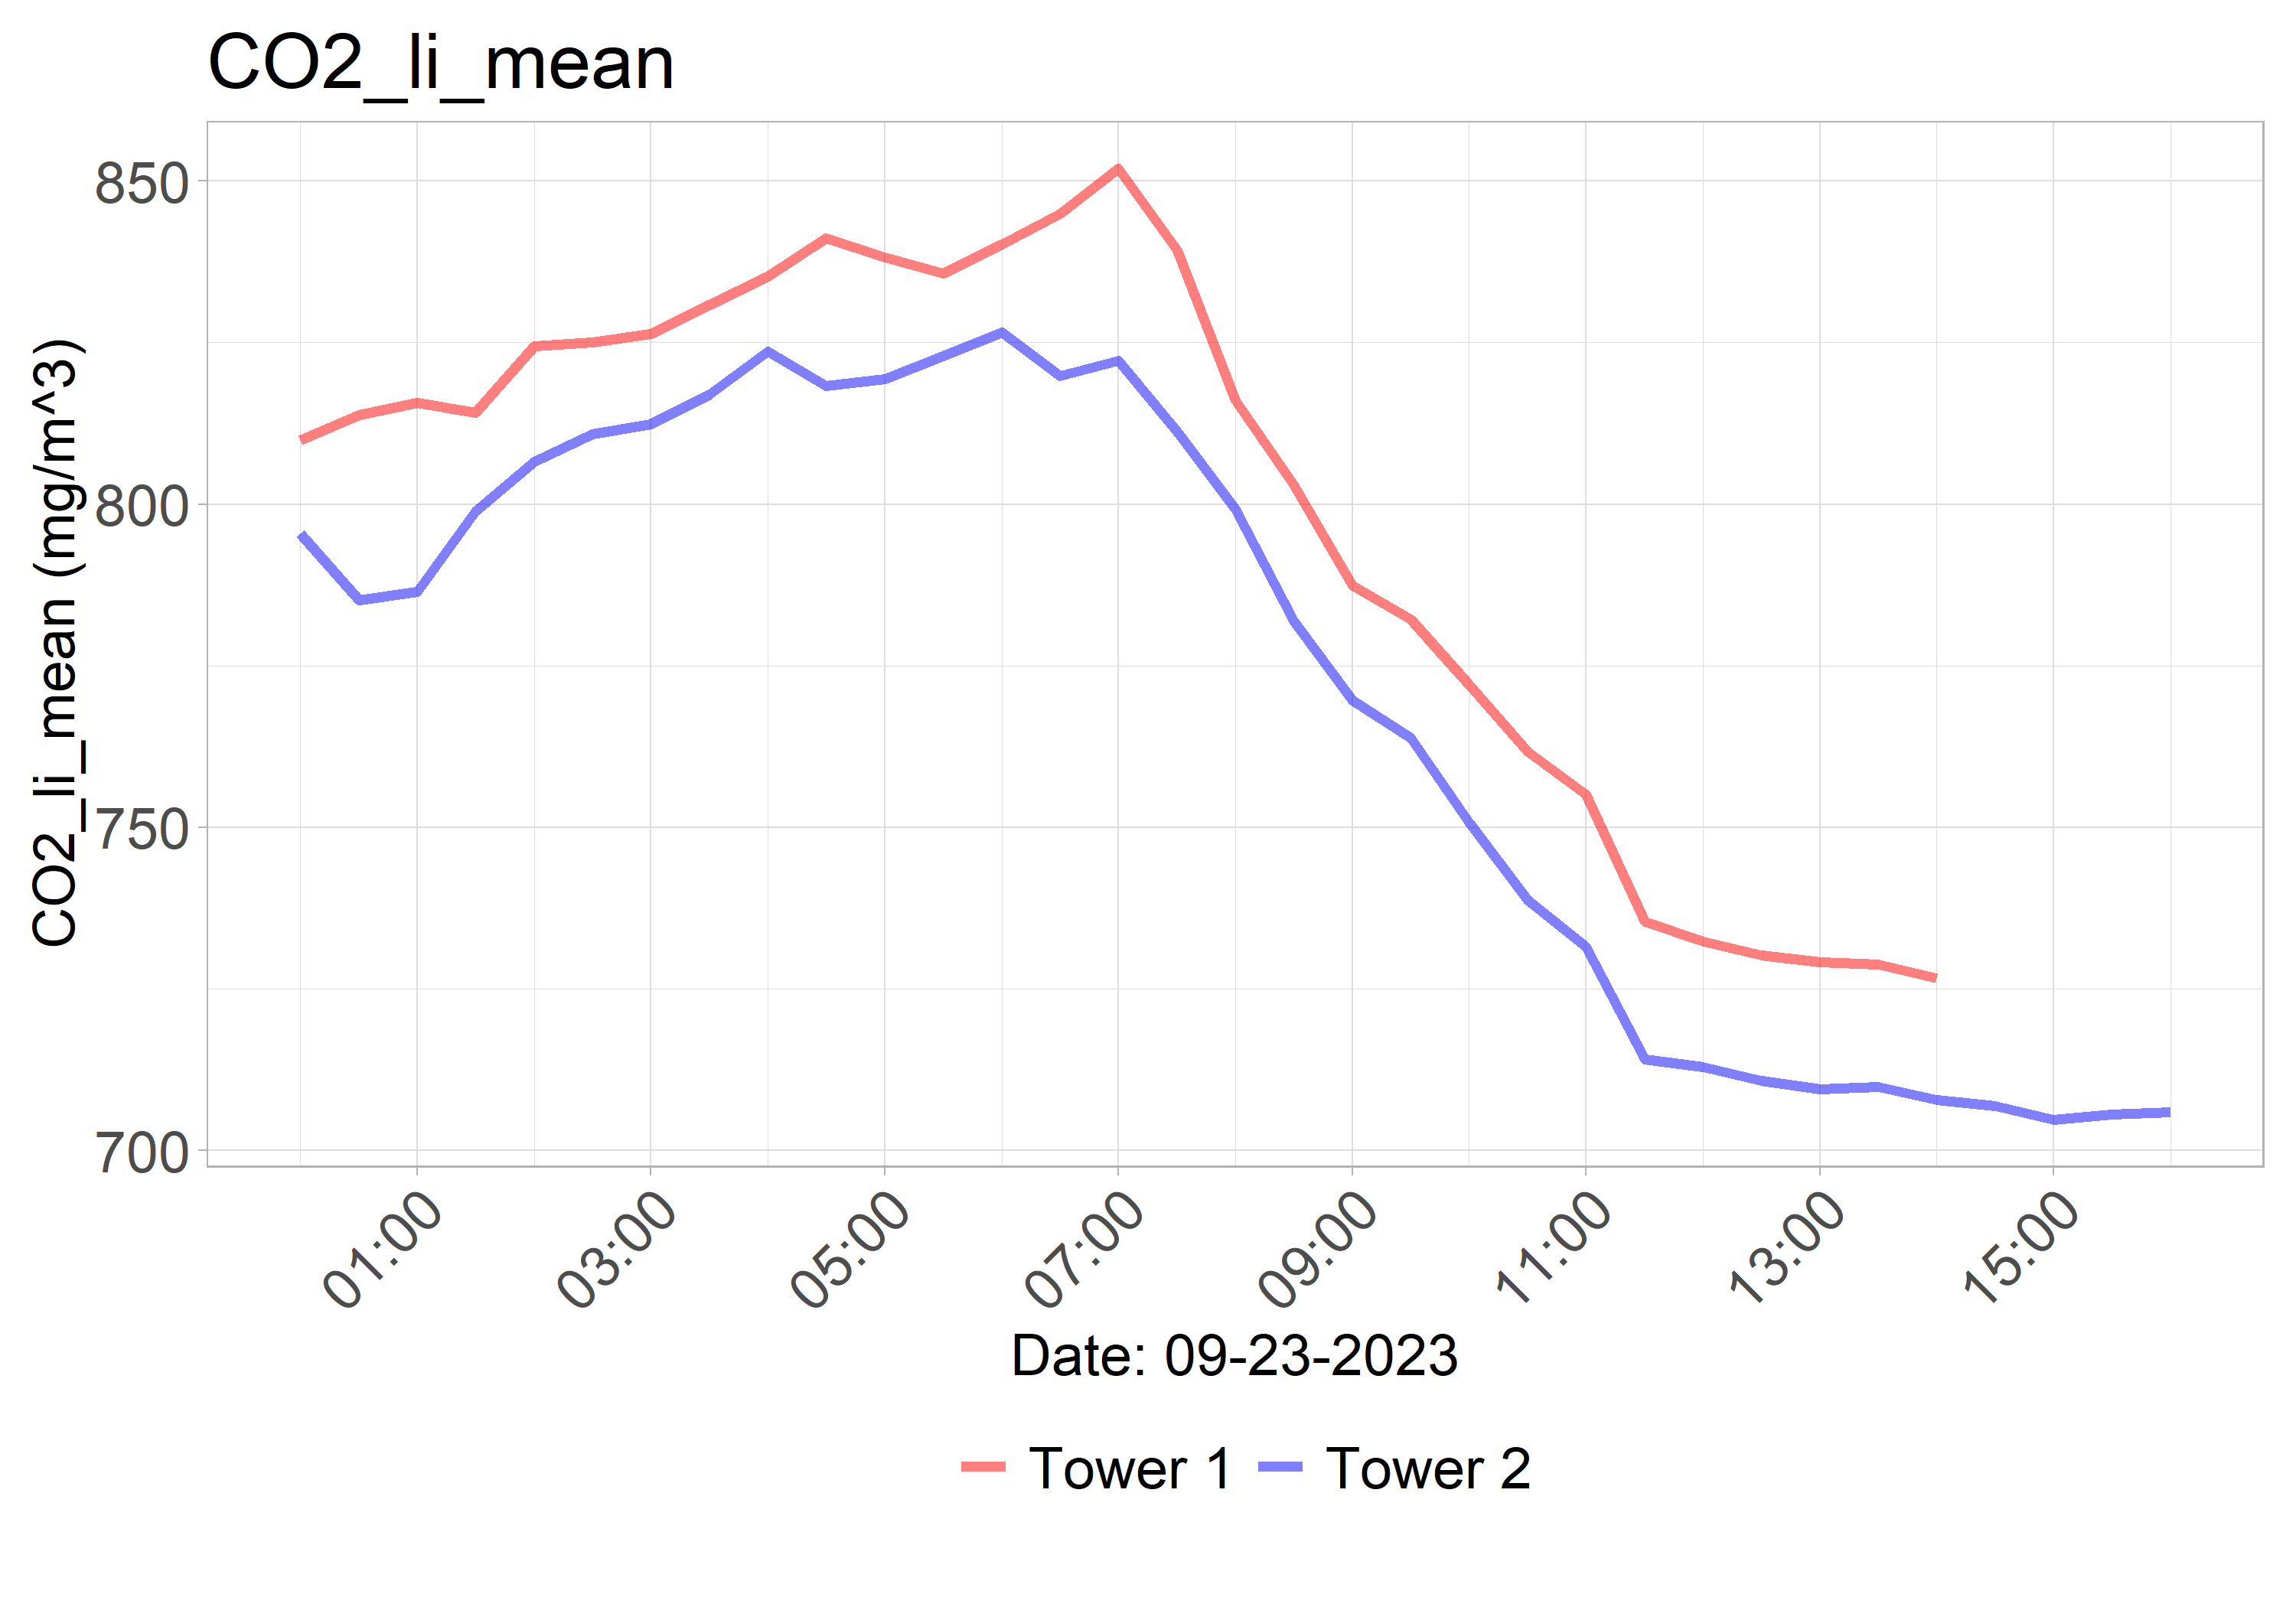 CO2_li_mean
CO2_li_mean (mg/m^3)
850
800
750
700
01:00 03:00 05:00 07:00 09:00 11:00 13:00 15:00
Date: 09-23-2023
Tower 1 Tower 2